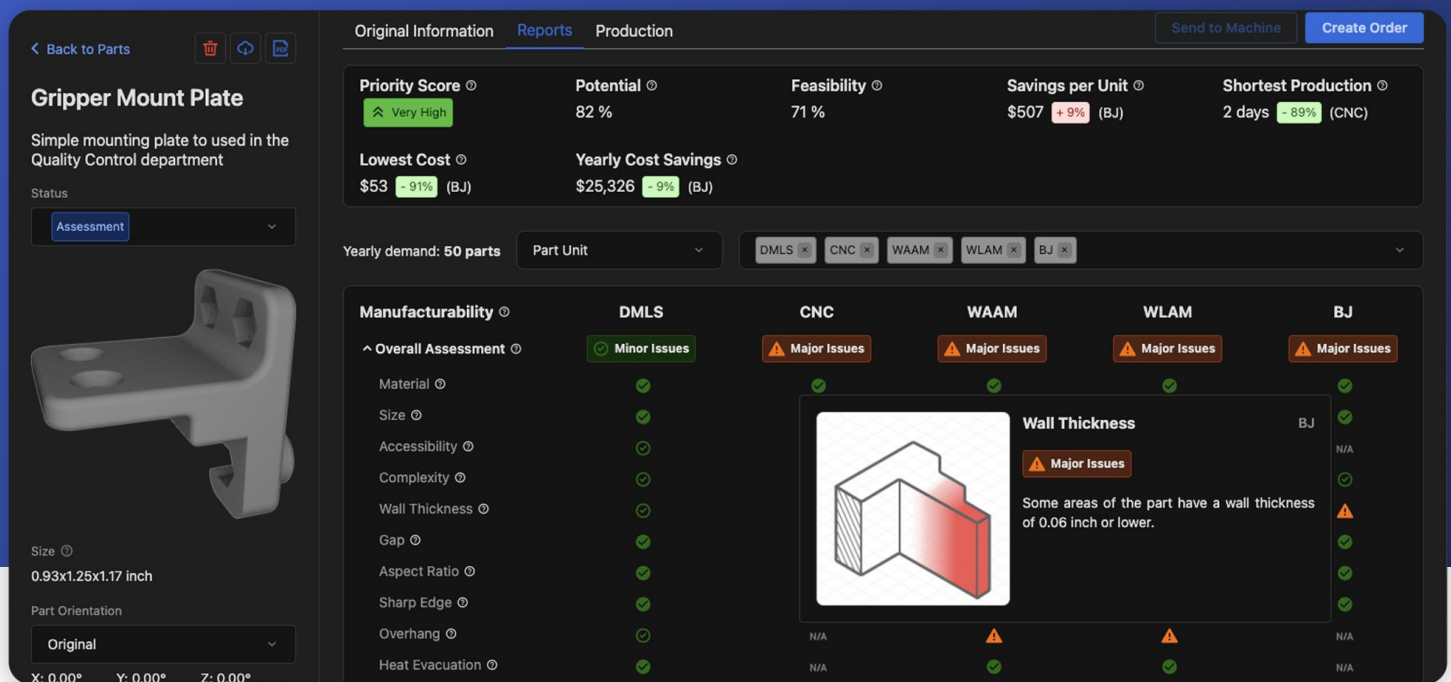 Back to Parts
PDF
Gripper Mount Plate
Simple mounting plate to used in the
Quality Control department
Status
Assessment
Size
0.93x1.25x1.17 inch
Part Orientation
Original
X: 0.00° Y: 0.00° Z: 0.00°
Original Information Reports Production
Send to Machine Create Order
Priority Score Potential Feasibility Savings per Unit Shortest Production
Very High 82 % 71 % $507 + 9% (BJ) 2 days - 89% (CNC)
Lowest Cost Yearly Cost Savings
$53 - 91% (BJ) $25,326 - 9% (BJ)
Yearly demand: 50 parts Part Unit DMLS × CNC × WAAM × WLAM × BJ ×
Manufacturability DMLS CNC WAAM WLAM BJ
Overall Assessment Minor Issues Major Issues Major Issues Major Issues Major Issues
Material
Size
Accessibility N/A
Complexity
Wall Thickness
Gap
Aspect Ratio
Sharp Edge
Overhang N/A N/A
Heat Evacuation N/A N/A
Wall Thickness BJ
Major Issues
Some areas of the part have a wall thickness
of 0.06 inch or lower.